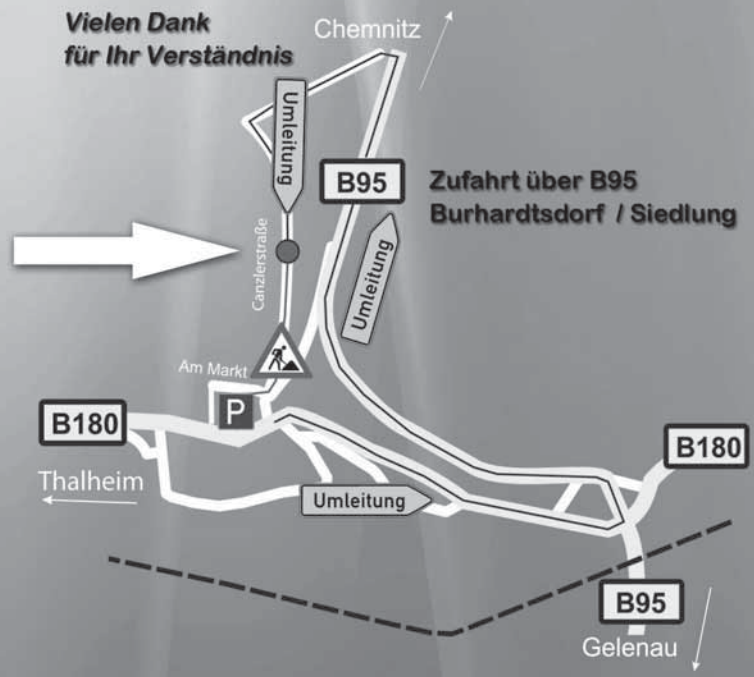 Vielen Dank
für Ihr Verständnis
Chemnitz
Umleitung
B95
Zufahrt über B95
Burhardtsdorf / Siedlung
Canzlerstraße
Umleitung
Am Markt
P
B180
B180
Thalheim
Umleitung
B95
Gelenau